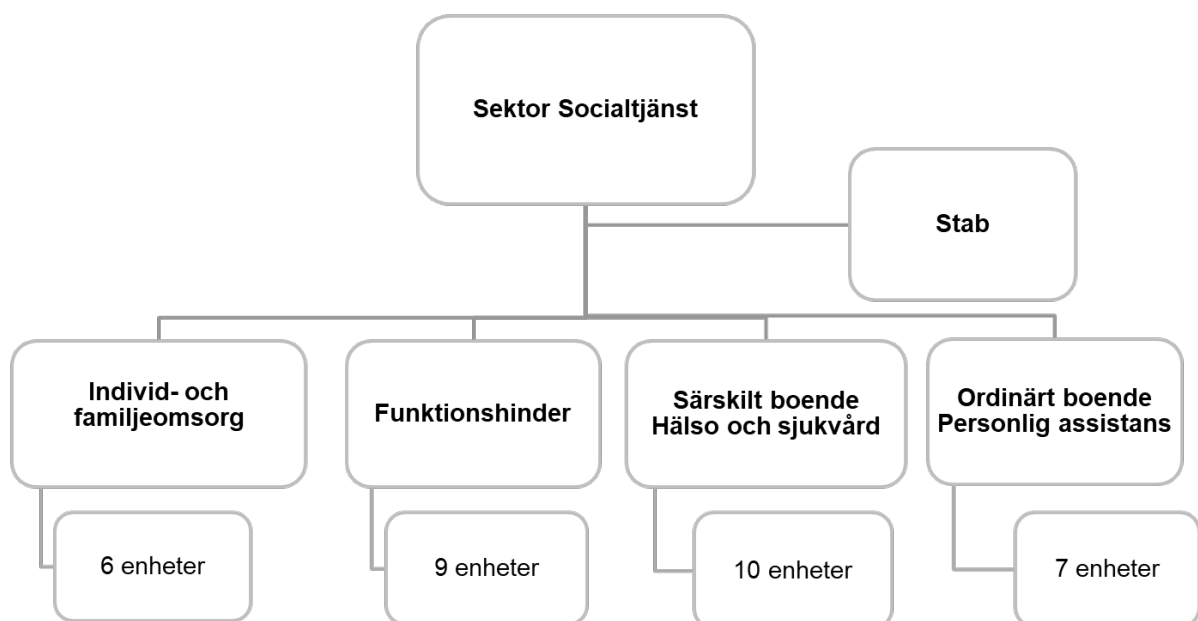 Sektor Socialtjänst
Stab
Individ- och
familjeomsorg
Funktionshinder
Särskilt boende
Hälso och sjukvård
Ordinärt boende
Personlig assistans
6 enheter
9 enheter
10 enheter
7 enheter